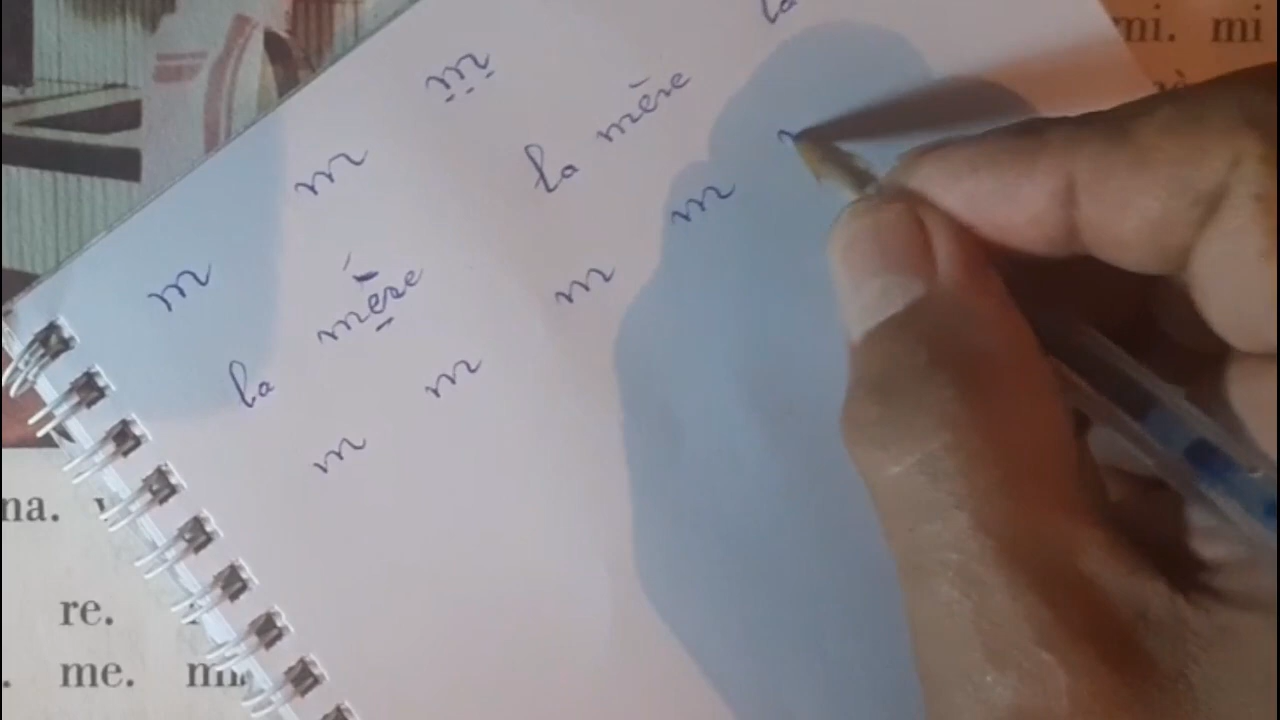 m m m
la mère la mère la
m m m m
mi. mi
na.
re.
me.